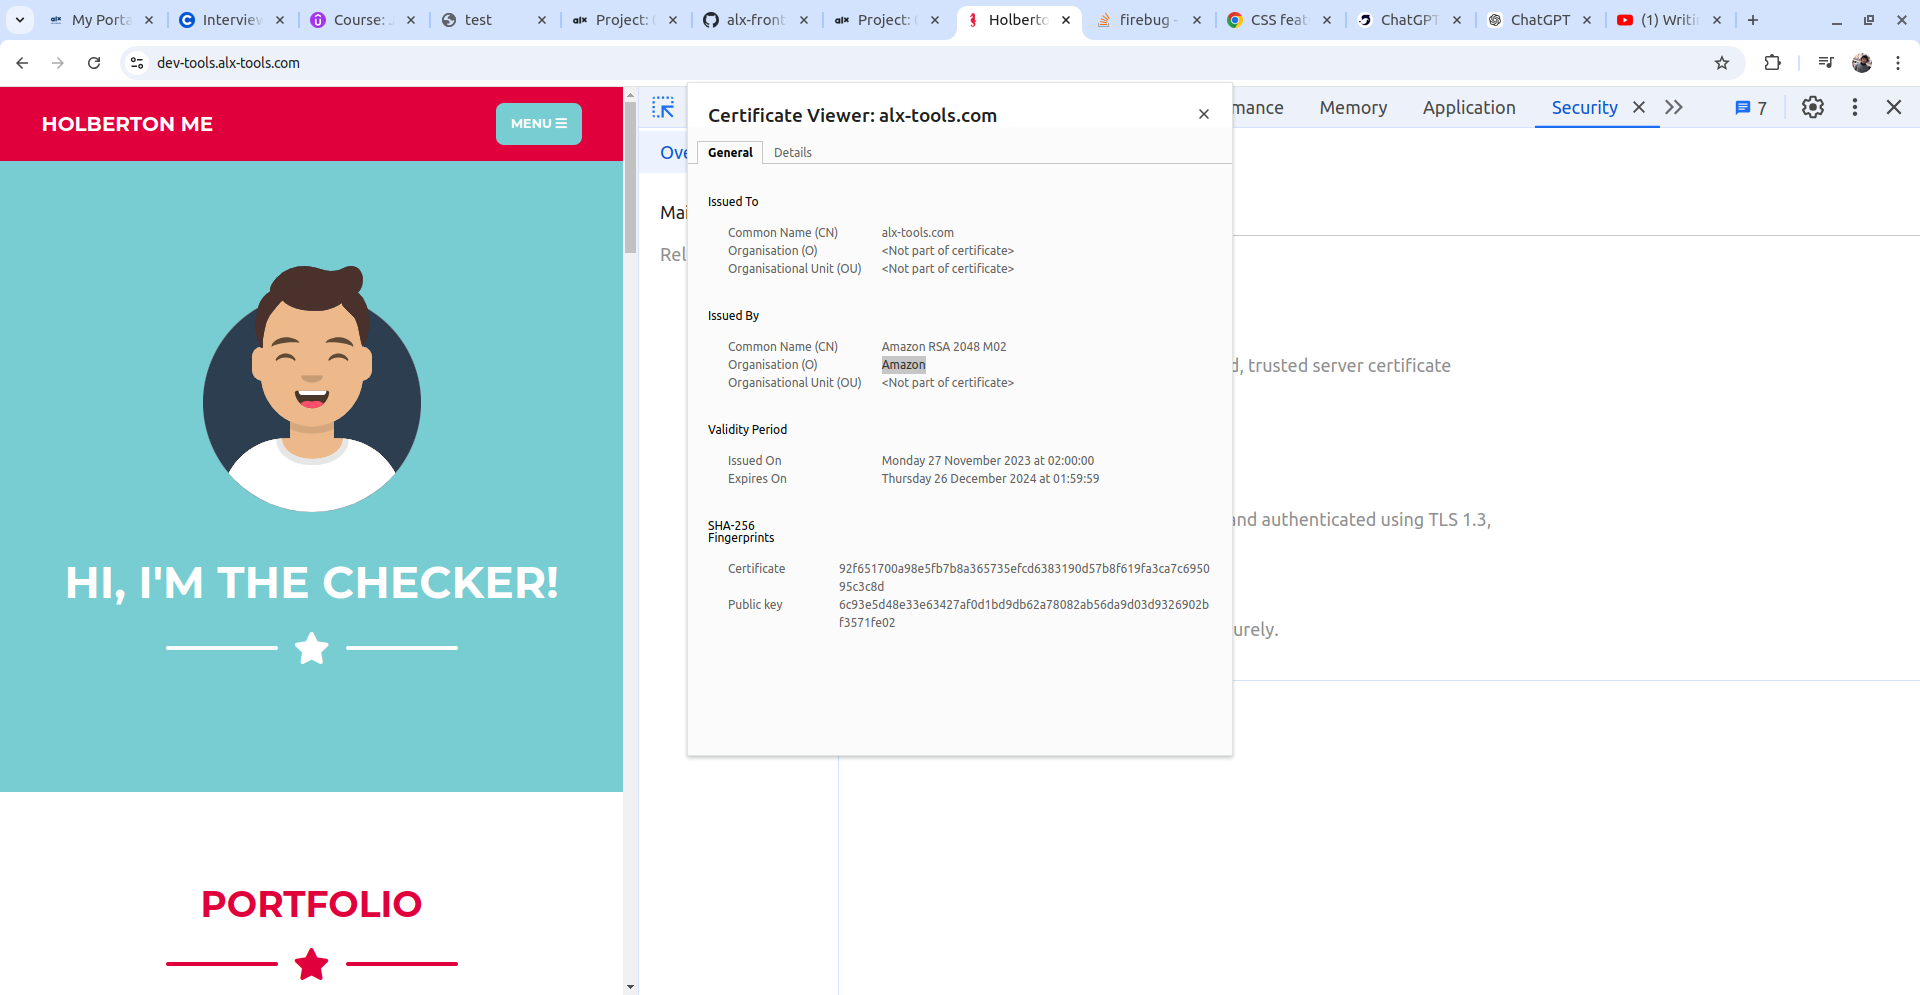 My Porta
Interview
Course: J
test
Project: C
alx-front
Project: C
Holberto
firebug -
CSS feat
ChatGPT
ChatGPT
(1) Writi
dev-tools.alx-tools.com
HOLBERTON ME
MENU
HI, I'M THE CHECKER!
PORTFOLIO
mance
Memory
Application
Security
7
Ove
Mai
Rel
Certificate Viewer: alx-tools.com
General
Details
Issued To
Common Name (CN) alx-tools.com
Organisation (O) <Not part of certificate>
Organisational Unit (OU) <Not part of certificate>
Issued By
Common Name (CN) Amazon RSA 2048 M02
Organisation (O) Amazon
Organisational Unit (OU) <Not part of certificate>
Validity Period
Issued On Monday 27 November 2023 at 02:00:00
Expires On Thursday 26 December 2024 at 01:59:59
SHA-256
Fingerprints
Certificate 92f651700a98e5fb7b8a365735efcd6383190d57b8f619fa3ca7c6950
95c3c8d
Public key 6c93e5d48e33e63427af0d1bd9db62a78082ab56da9d03d9326902b
f3571fe02
d, trusted server certificate
and authenticated using TLS 1.3,
urely.